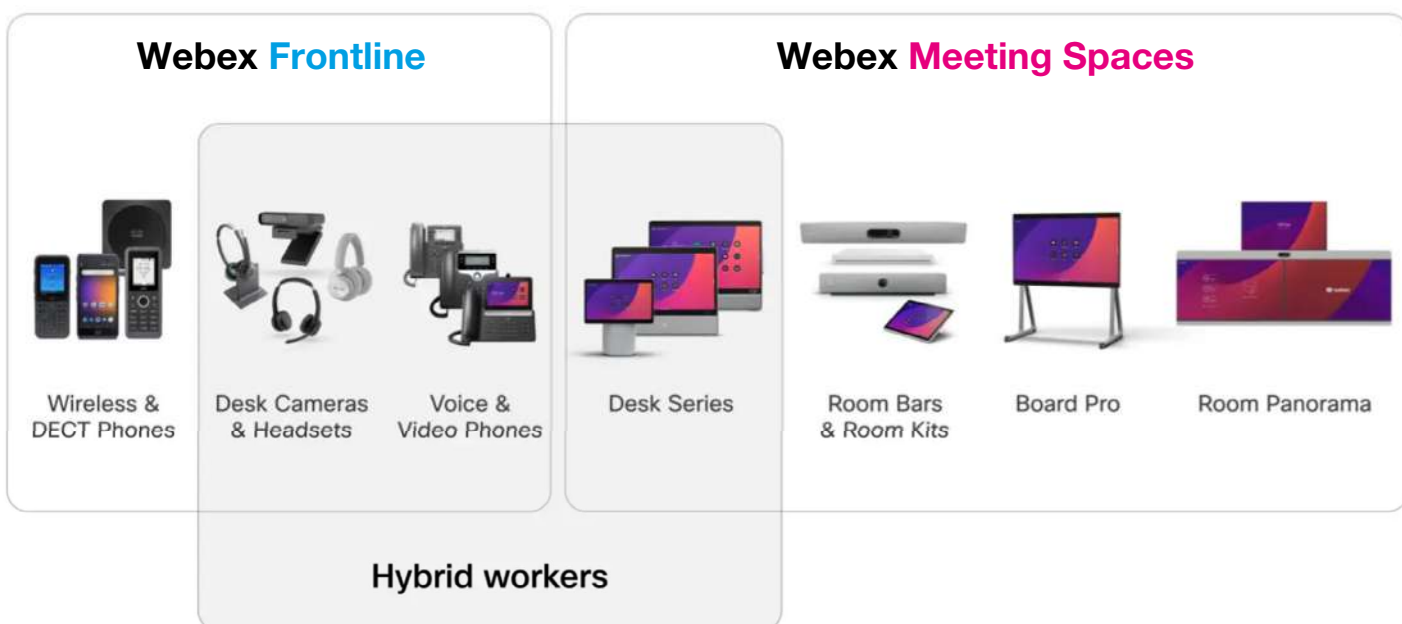 Webex Frontline
Webex Meeting Spaces
Wireless &
DECT Phones
Desk Cameras
& Headsets
Voice &
Video Phones
Desk Series
Room Bars
& Room Kits
Board Pro
Room Panorama
Hybrid workers